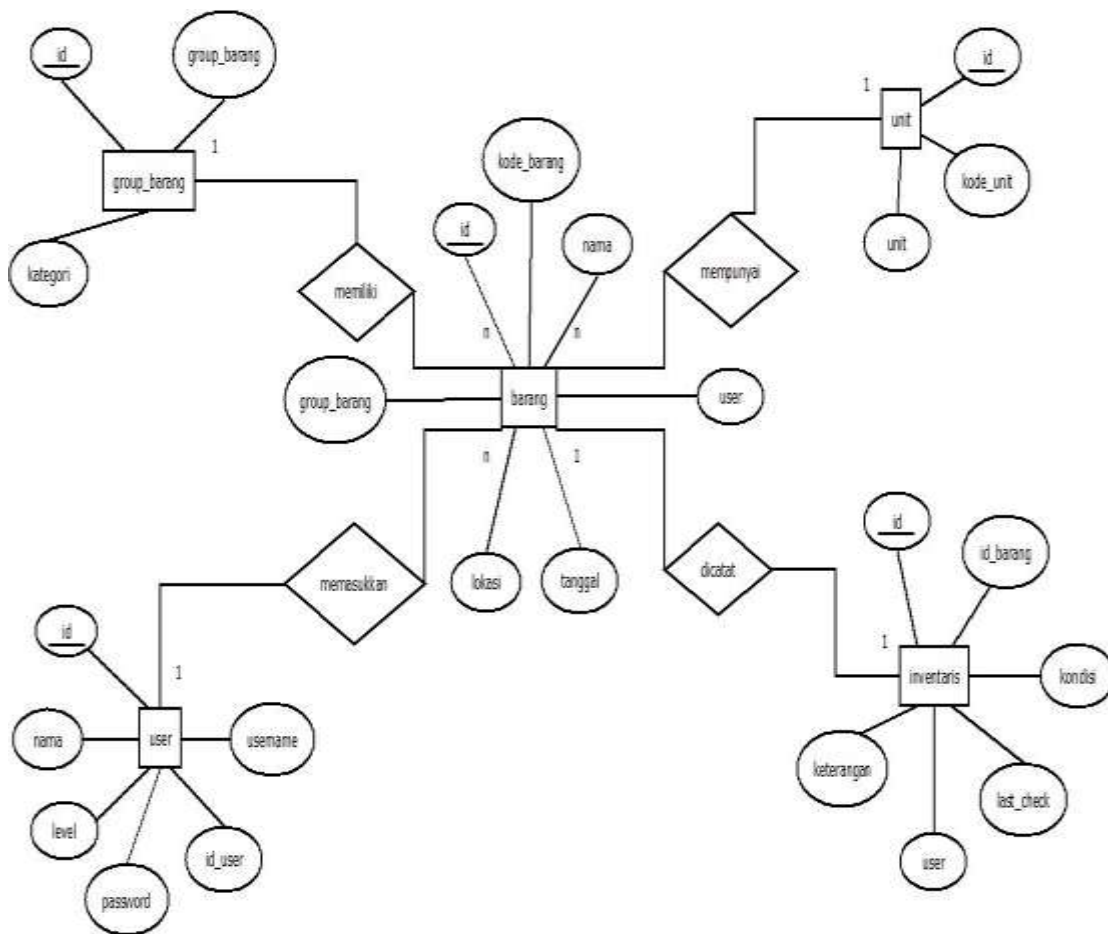 id
group_barang
id
1
unit
kode_barang
1
group_barang
kode_unit
id
nama
unit
kategori
memiliki
mempunyai
n
n
group_barang
barang
user
n
1
id
id_barang
memasukkan
lokasi
tanggal
dicatat
id
1
1
inventaris
kondisi
nama
user
username
keterangan
last_check
level
id_user
user
password